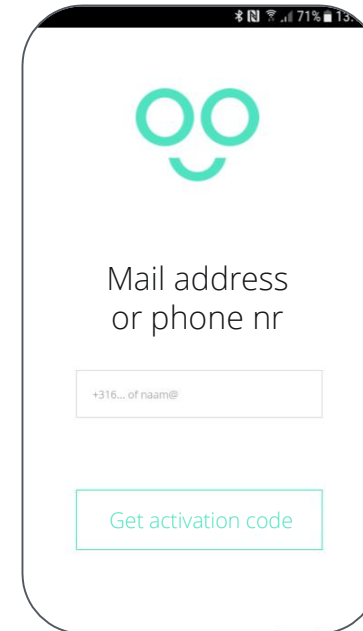 71% 13:
Mail address
or phone nr
+316... of naam@
Get activation code